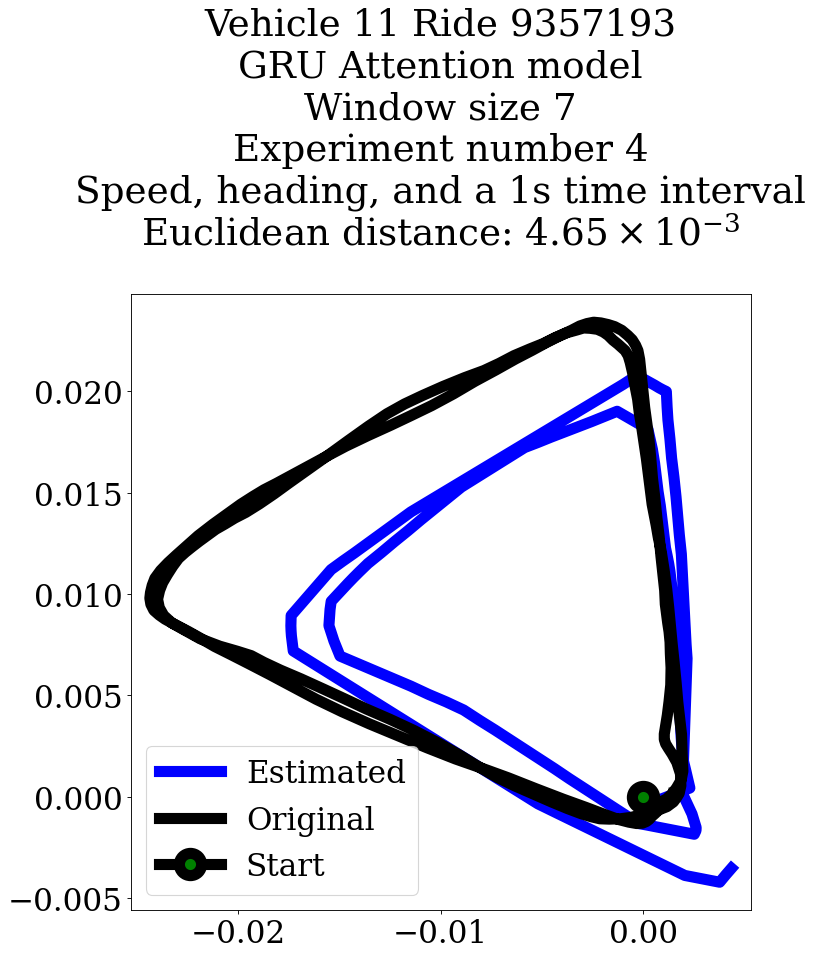 Vehicle 11 Ride 9357193
GRU Attention model
Window size 7
Experiment number 4
Speed, heading, and a 1s time interval
Euclidean distance: 4.65 × 10⁻³
0.020
0.015
0.010
0.005
0.000
−0.005
Estimated
Original
Start
−0.02
−0.01
0.00